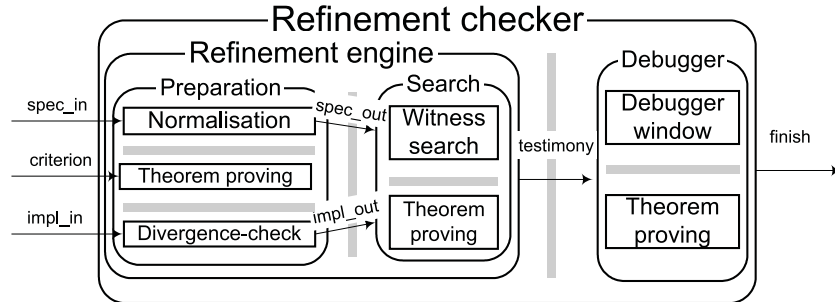 Refinement checker
Refinement engine
Preparation
Search
Debugger
spec_in
Normalisation
spec_out
Witness
search
Debugger
window
criterion
Theorem proving
testimony
finish
impl_in
Divergence-check
impl_out
Theorem
proving
Theorem
proving